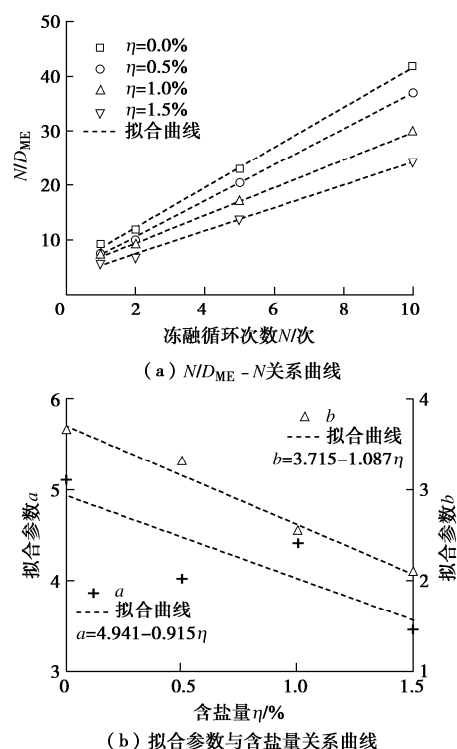 50
40
30
20
10
0
2
4
6
8
10
N/D_ME
η=0.0%
η=0.5%
η=1.0%
η=1.5%
拟合曲线
冻融循环次数N/次
(a) N/D_ME－N关系曲线
6
5
4
3
4
3
2
1
拟合参数a
拟合参数b
b
拟合曲线
b=3.715–1.087η
a
拟合曲线
a=4.941–0.915η
0
0.5
1.0
1.5
含盐量η/%
(b) 拟合参数与含盐量关系曲线